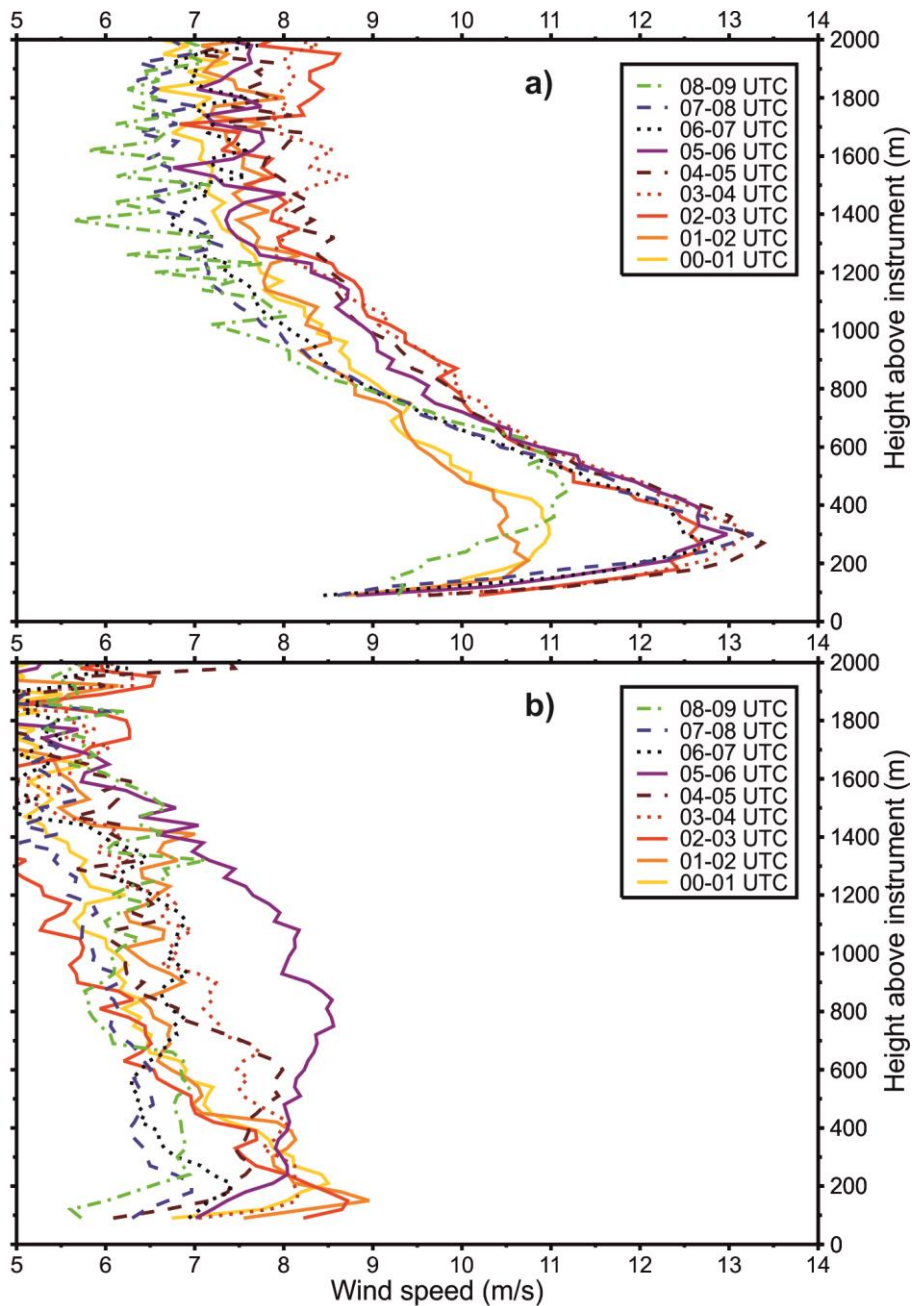 5 6 7 8 9 10 11 12 13 14
2000
a)
08-09 UTC
07-08 UTC
06-07 UTC
05-06 UTC
04-05 UTC
03-04 UTC
02-03 UTC
01-02 UTC
00-01 UTC
1800
1600
1400
1200
1000
800
600
400
200
0
Height above instrument (m)
5 6 7 8 9 10 11 12 13 14
2000
b)
08-09 UTC
07-08 UTC
06-07 UTC
05-06 UTC
04-05 UTC
03-04 UTC
02-03 UTC
01-02 UTC
00-01 UTC
1800
1600
1400
1200
1000
800
600
400
200
0
Height above instrument (m)
5 6 7 8 9 10 11 12 13 14
Wind speed (m/s)